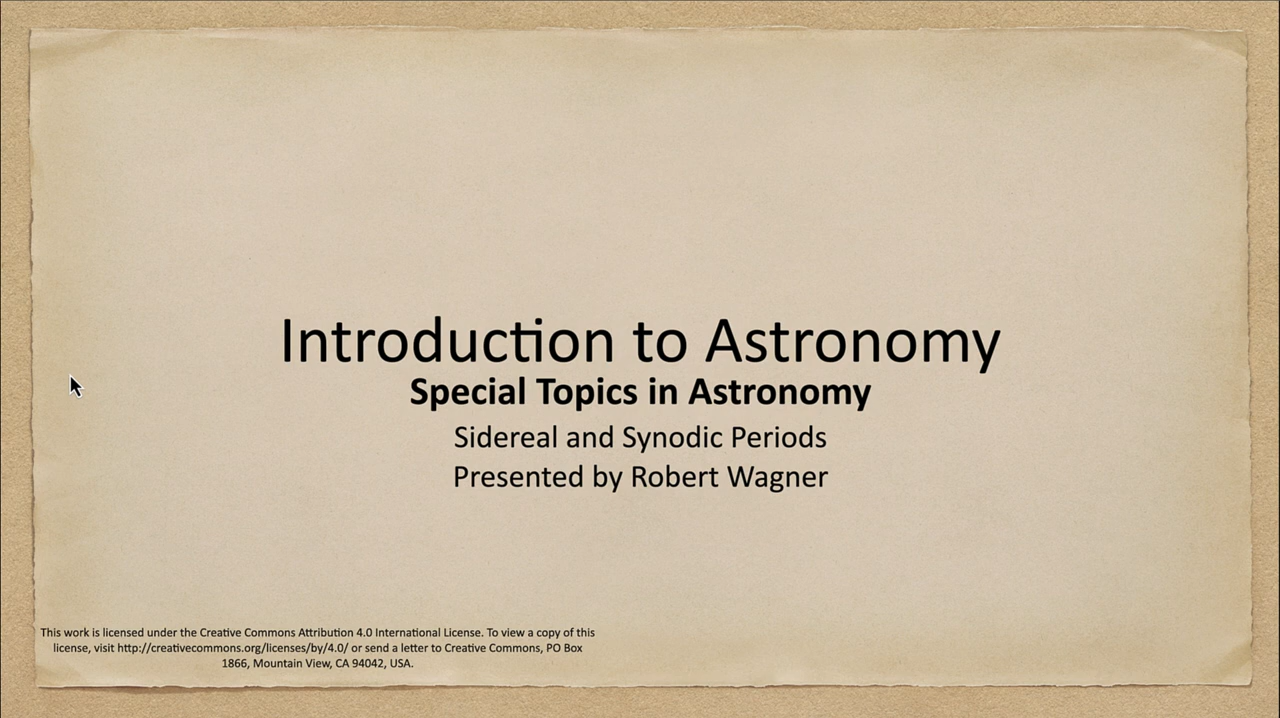 Introduction to Astronomy
Special Topics in Astronomy
Sidereal and Synodic Periods
Presented by Robert Wagner
This work is licensed under the Creative Commons Attribution 4.0 International License. To view a copy of this
license, visit http://creativecommons.org/licenses/by/4.0/ or send a letter to Creative Commons, PO Box
1866, Mountain View, CA 94042, USA.